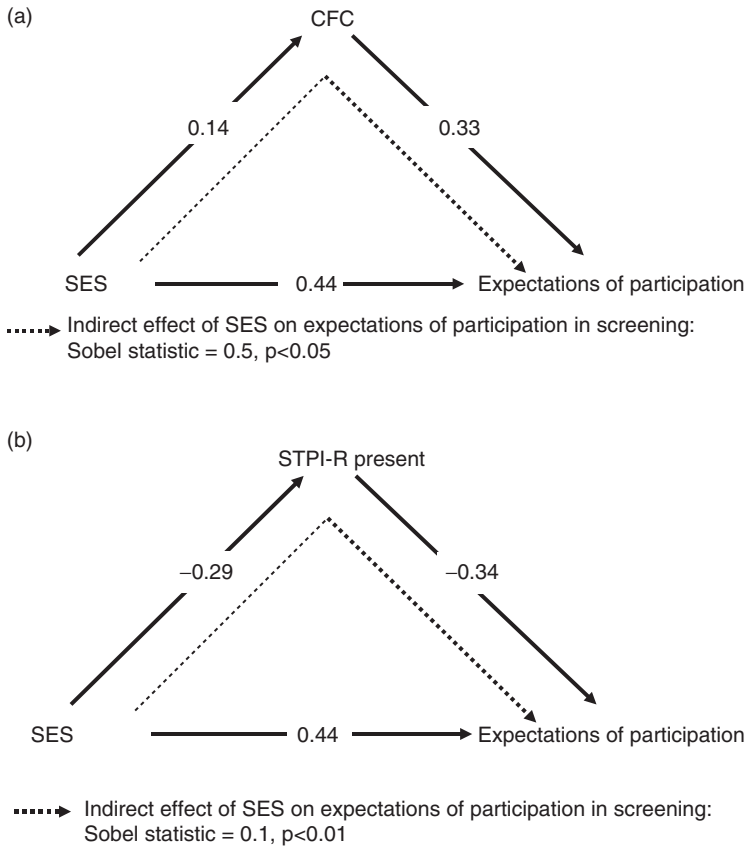 (a)
CFC
0.14
0.33
SES
0.44
Expectations of participation
Indirect effect of SES on expectations of participation in screening:
Sobel statistic = 0.5, p<0.05
(b)
STPI-R present
−0.29
−0.34
SES
0.44
Expectations of participation
Indirect effect of SES on expectations of participation in screening:
Sobel statistic = 0.1, p<0.01